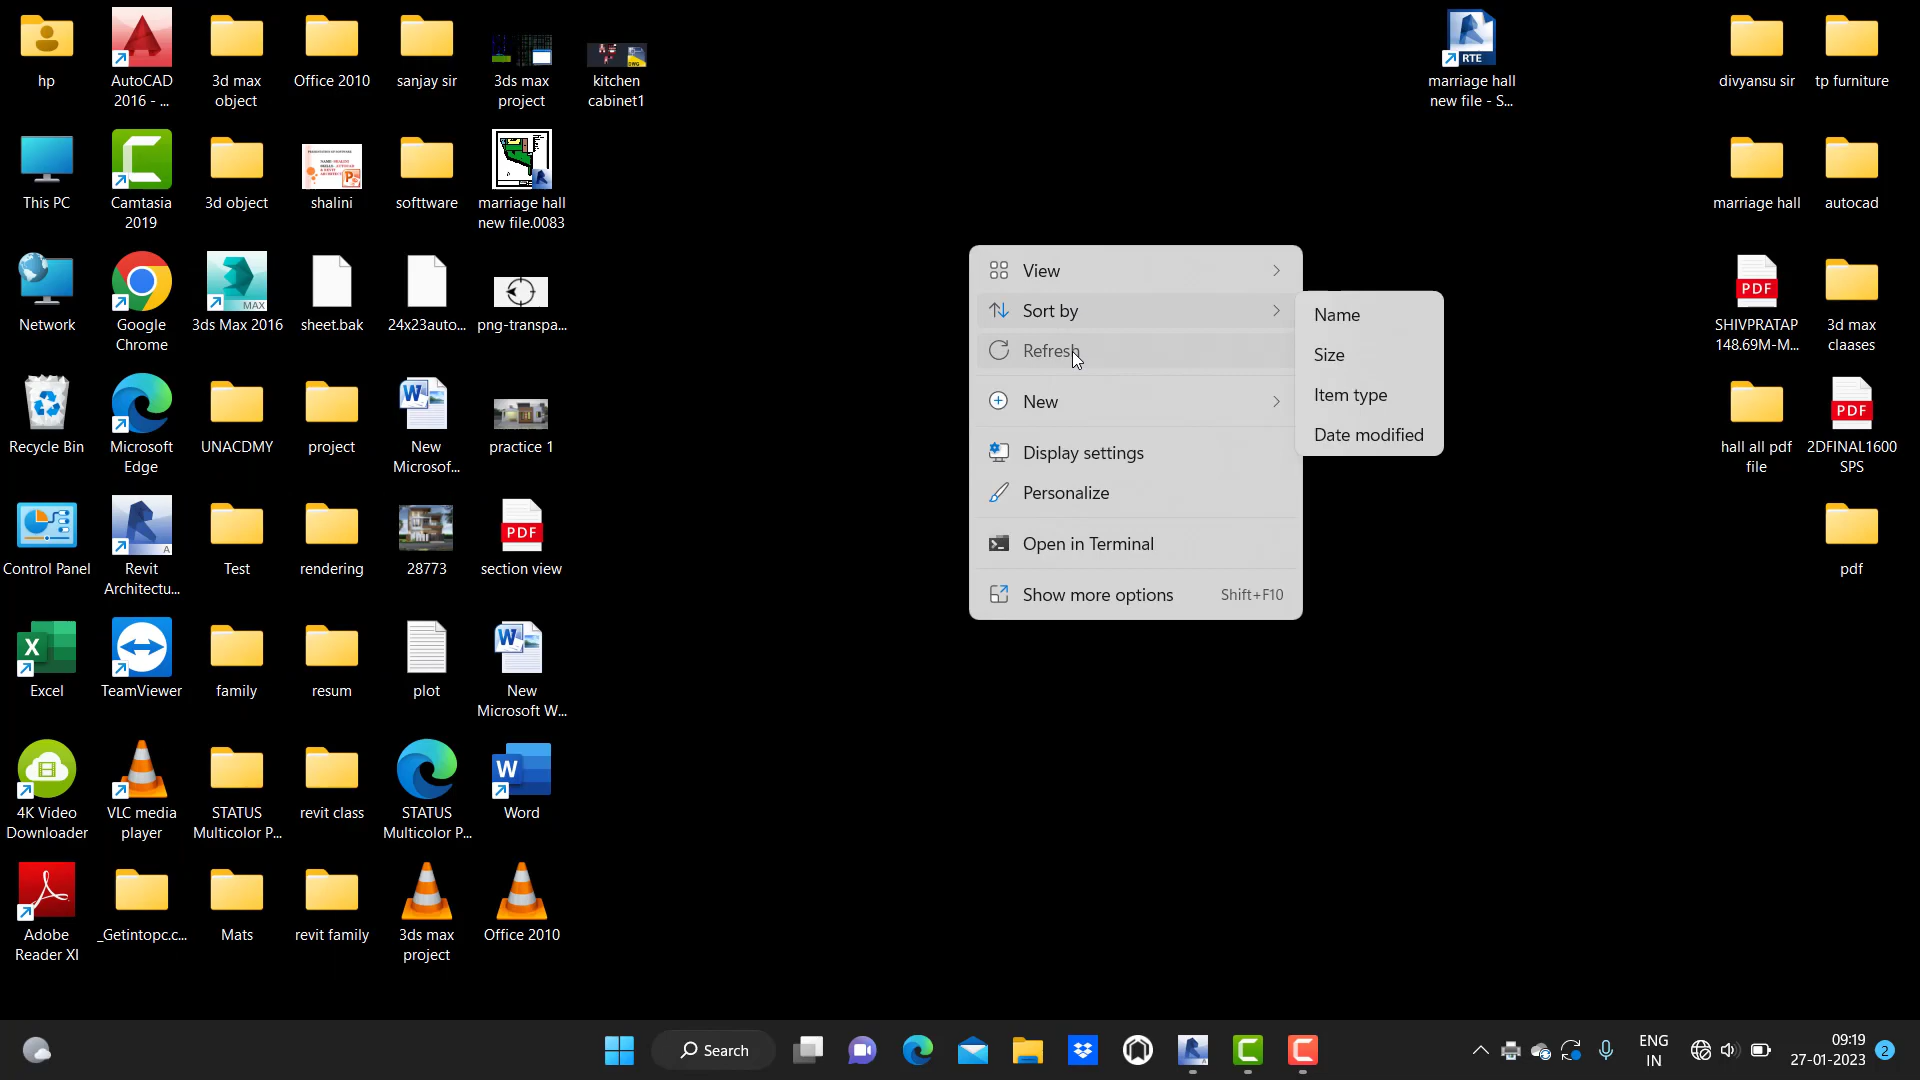 hp
AutoCAD
2016 - ...
3d max
object
Office 2010
sanjay sir
3ds max
project
kitchen
cabinet1
RTE
marriage hall
new file - S...
divyansu sir
tp furniture
This PC
Camtasia
2019
3d object
shalini
softtware
marriage hall
new file.0083
marriage hall
autocad
Network
Google
Chrome
MAX
3ds Max 2016
sheet.bak
24x23auto...
png-transpa...
PDF
SHIVPRATAP
148.69M-M...
3d max
claases
Recycle Bin
Microsoft
Edge
UNACDMY
project
New
Microsof...
practice 1
hall all pdf
file
PDF
2DFINAL1600
SPS
Control Panel
Revit
Architectu...
Test
rendering
28773
PDF
section view
pdf
Excel
TeamViewer
family
resum
plot
New
Microsoft W...
4K Video
Downloader
VLC media
player
STATUS
Multicolor P...
revit class
STATUS
Multicolor P...
Word
Adobe
Reader XI
_Getintopc.c...
Mats
revit family
3ds max
project
Office 2010
View
Sort by
Refresh
New
Display settings
Personalize
Open in Terminal
Show more options Shift+F10
Name
Size
Item type
Date modified
Search
ENG
IN
09:19
27-01-2023
2